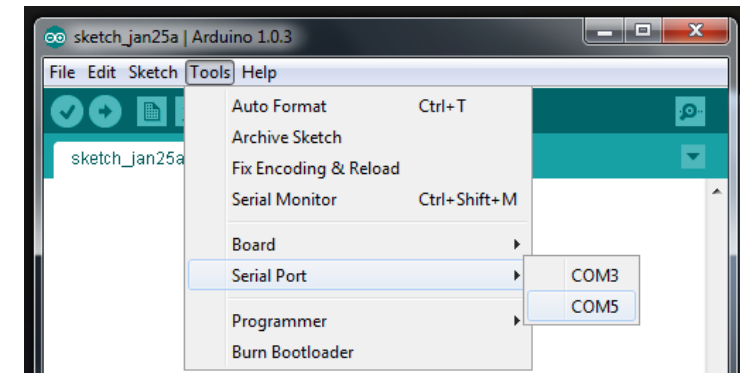 sketch_jan25a | Arduino 1.0.3
File Edit Sketch Tools Help
sketch_jan25a
Auto Format Ctrl+T
Archive Sketch
Fix Encoding & Reload
Serial Monitor Ctrl+Shift+M
Board
Serial Port
COM3
COM5
Programmer
Burn Bootloader